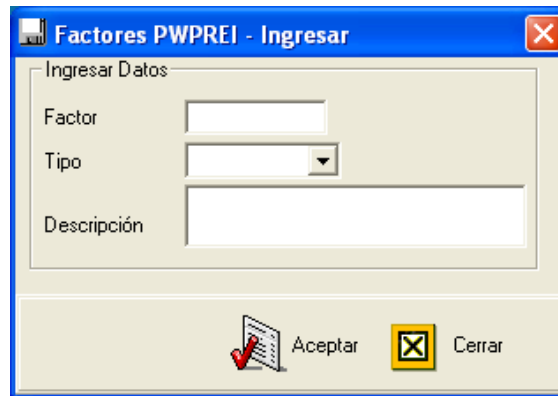 Factores PWPREI - Ingresar
Ingresar Datos
Factor
Tipo
Descripción
Aceptar
Cerrar